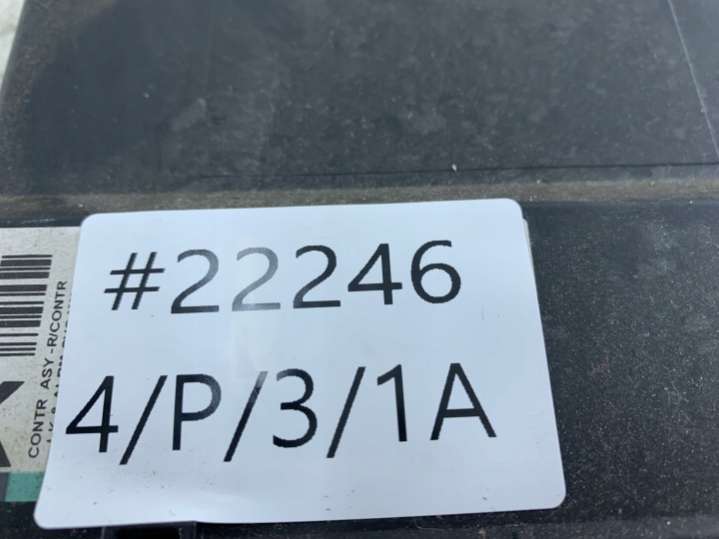 #22246
4/P/3/1A
CONTR ASY-R/CONTR